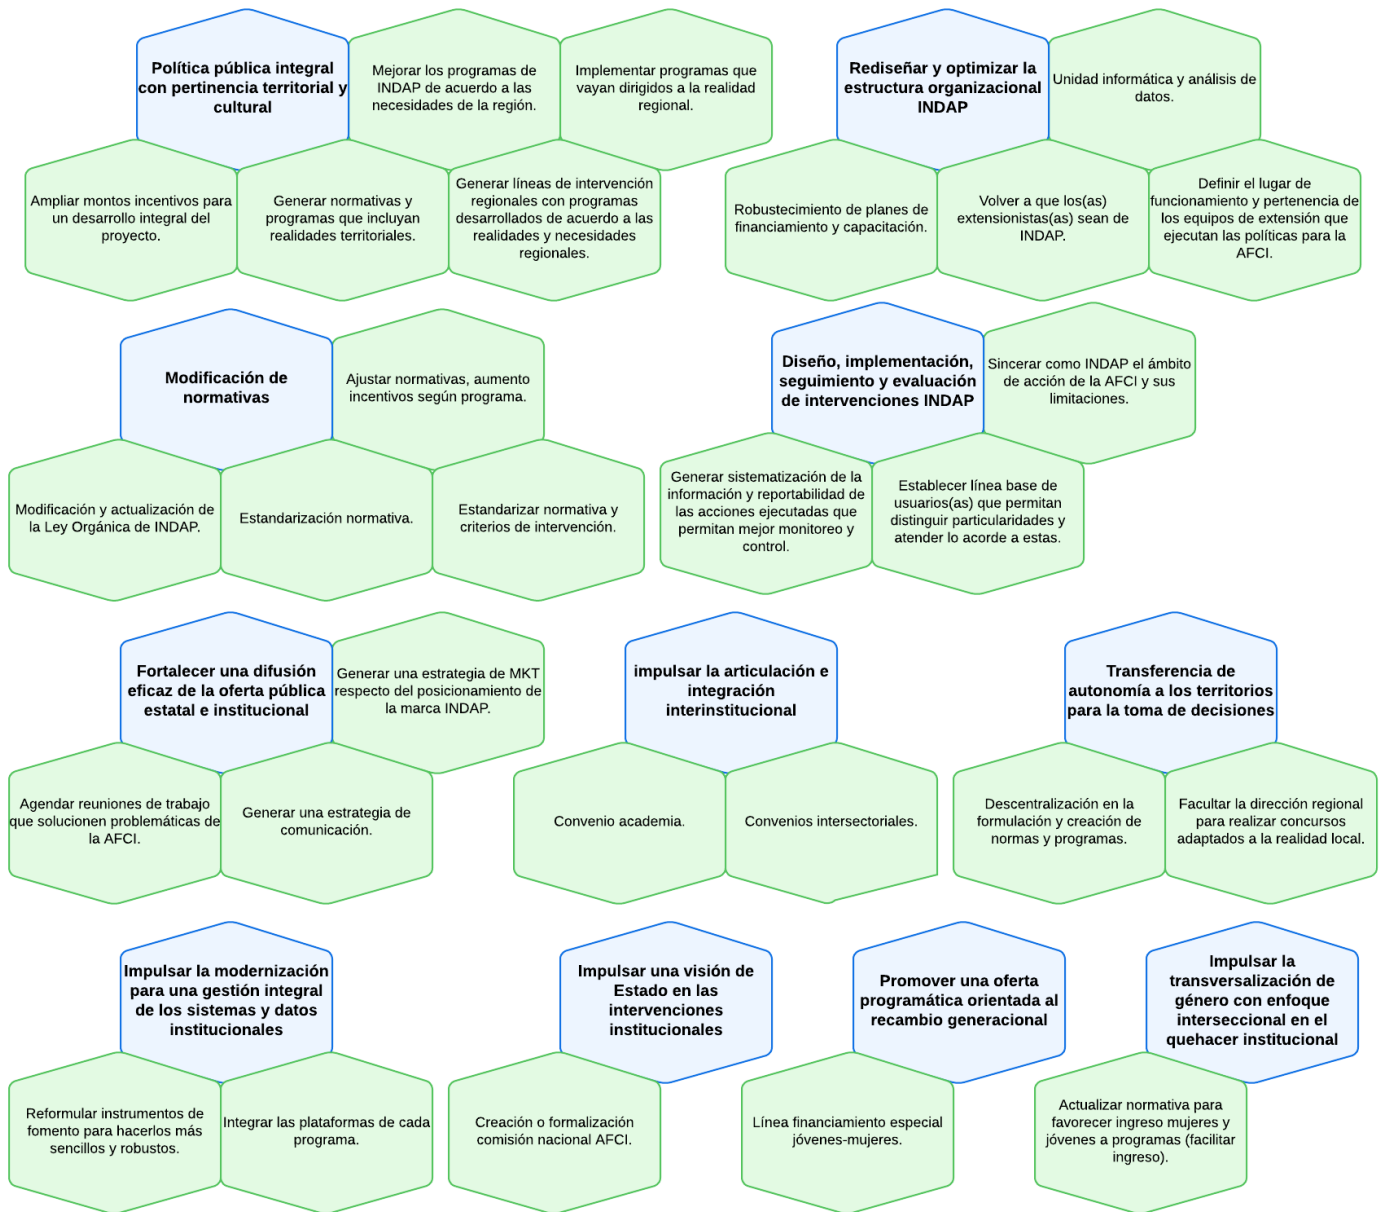 Política pública integral
con pertinencia territorial y
cultural
Mejorar los programas de
INDAP de acuerdo a las
necesidades de la región.
Implementar programas que
vayan dirigidos a la realidad
regional.
Ampliar montos incentivos para
un desarrollo integral del
proyecto.
Generar normativas y
programas que incluyan
realidades territoriales.
Generar líneas de intervención
regionales con programas
desarrollados de acuerdo a las
realidades y necesidades
regionales.
Rediseñar y optimizar la
estructura organizacional
INDAP
Unidad informática y análisis de
datos.
Robustecimiento de planes de
financiamiento y capacitación.
Volver a que los(as)
extensionistas(as) sean de
INDAP.
Definir el lugar de
funcionamiento y pertenencia de
los equipos de extensión que
ejecutan las políticas para la
AFCI.
Modificación de
normativas
Ajustar normativas, aumento
incentivos según programa.
Modificación y actualización de
la Ley Orgánica de INDAP.
Estandarización normativa.
Estandarizar normativa y
criterios de intervención.
Diseño, implementación,
seguimiento y evaluación
de intervenciones INDAP
Sincerar como INDAP el ámbito
de acción de la AFCI y sus
limitaciones.
Generar sistematización de la
información y reportabilidad de
las acciones ejecutadas que
permitan mejor monitoreo y
control.
Establecer línea base de
usuarios(as) que permitan
distinguir particularidades y
atender lo acorde a estas.
Fortalecer una difusión
eficaz de la oferta pública
estatal e institucional
Generar una estrategia de MKT
respecto del posicionamiento de
la marca INDAP.
Agendar reuniones de trabajo
que solucionen problemáticas de
la AFCI.
Generar una estrategia de
comunicación.
impulsar la articulación e
integración
interinstitucional
Convenio academia.
Convenios intersectoriales.
Transferencia de
autonomía a los territorios
para la toma de decisiones
Descentralización en la
formulación y creación de
normas y programas.
Facultar la dirección regional
para realizar concursos
adaptados a la realidad local.
Impulsar la modernización
para una gestión integral
de los sistemas y datos
institucionales
Reformular instrumentos de
fomento para hacerlos más
sencillos y robustos.
Integrar las plataformas de cada
programa.
Impulsar una visión de
Estado en las
intervenciones
institucionales
Creación o formalización
comisión nacional AFCI.
Promover una oferta
programática orientada al
recambio generacional
Línea financiamiento especial
jóvenes-mujeres.
Impulsar la
transversalización de
género con enfoque
interseccional en el
quehacer institucional
Actualizar normativa para
favorecer ingreso mujeres y
jóvenes a programas (facilitar
ingreso).